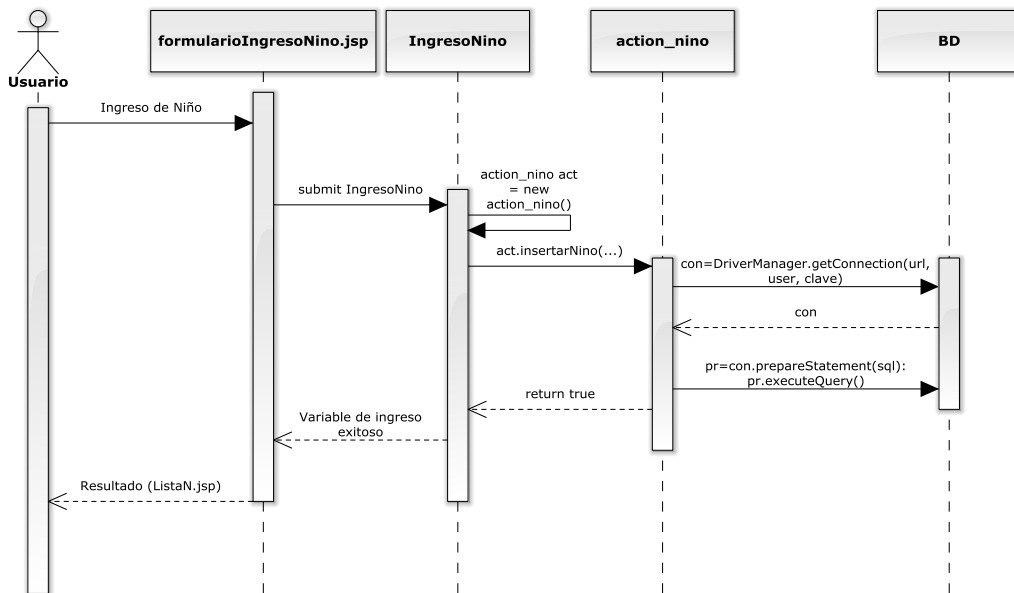 Usuario
formularioIngresoNino.jsp
IngresoNino
action_nino
BD
Ingreso de Niño
submit IngresoNino
action_nino act
= new
action_nino()
act.insertarNino(...)
con=DriverManager.getConnection(url,
user, clave)
con
pr=con.prepareStatement(sql):
pr.executeQuery()
return true
Variable de ingreso
exitoso
Resultado (ListaN.jsp)